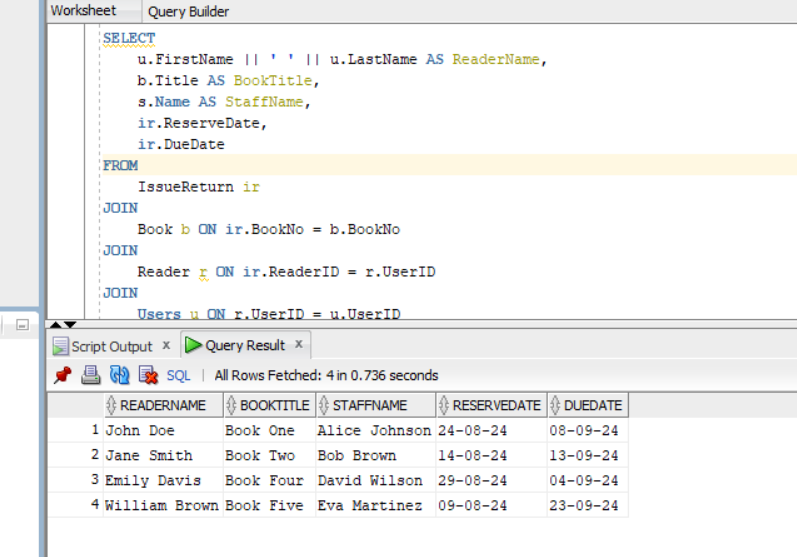 Worksheet Query Builder
SELECT
u.FirstName || ' ' || u.LastName AS ReaderName,
b.Title AS BookTitle,
s.Name AS StaffName,
ir.ReserveDate,
ir.DueDate
FROM
IssueReturn ir
JOIN
Book b ON ir.BookNo = b.BookNo
JOIN
Reader r ON ir.ReaderID = r.UserID
JOIN
Users u ON r.UserID = u.UserID
Script Output x Query Result x
SQL | All Rows Fetched: 4 in 0.736 seconds
READERNAME BOOKTITLE STAFFNAME RESERVEDATE DUEDATE
1 John Doe Book One Alice Johnson 24-08-24 08-09-24
2 Jane Smith Book Two Bob Brown 14-08-24 13-09-24
3 Emily Davis Book Four David Wilson 29-08-24 04-09-24
4 William Brown Book Five Eva Martinez 09-08-24 23-09-24